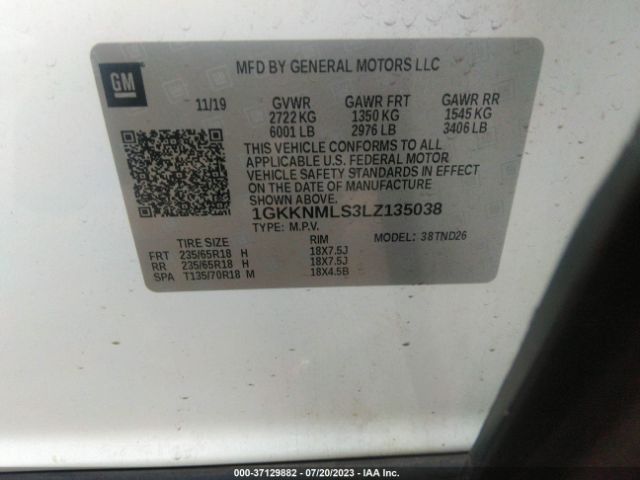 GM
MFD BY GENERAL MOTORS LLC
11/19 GVWR GAWR FRT GAWR RR
2722 KG 1350 KG 1545 KG
6001 LB 2976 LB 3406 LB
THIS VEHICLE CONFORMS TO ALL
APPLICABLE U.S. FEDERAL MOTOR
VEHICLE SAFETY STANDARDS IN EFFECT
ON THE DATE OF MANUFACTURE
SHOWN ABOVE.
1GKKNMLS3LZ135038
TYPE: M.P.V. MODEL: 38TND26
TIRE SIZE RIM
FRT 235/65R18 H 18X7.5J
RR 235/65R18 H 18X7.5J
SPA T135/70R18 M 18X4.5B
000-37129882 - 07/20/2023 - IAA Inc.